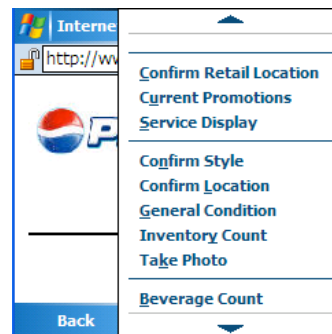 Interne
http://ww
Confirm Retail Location
Current Promotions
Service Display
Confirm Style
Confirm Location
General Condition
Inventory Count
Take Photo
Beverage Count
Back